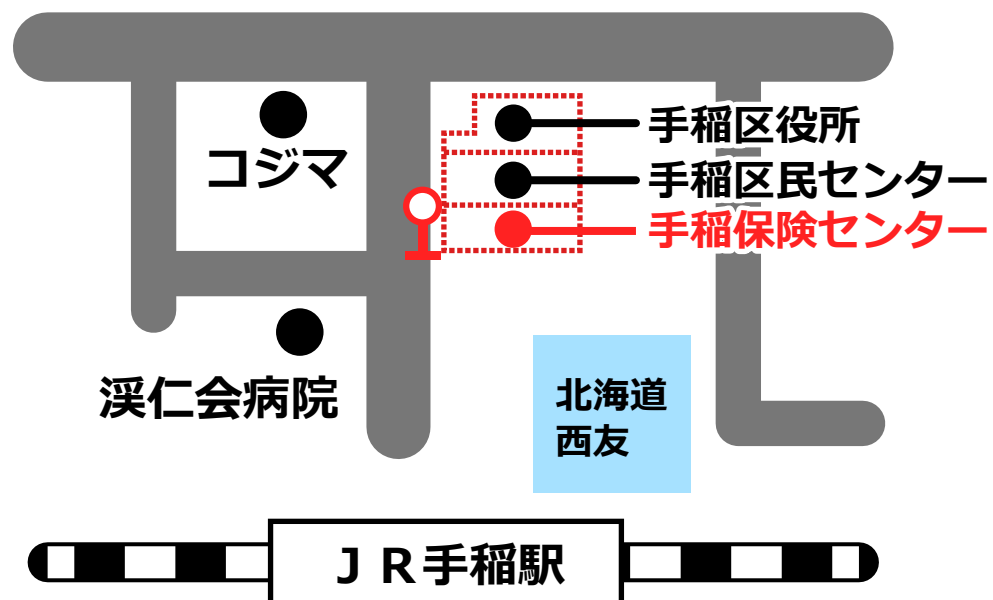 手稲区役所
コジマ
手稲区民センター
手稲保険センター
渓仁会病院
北海道
西友
ＪＲ手稲駅